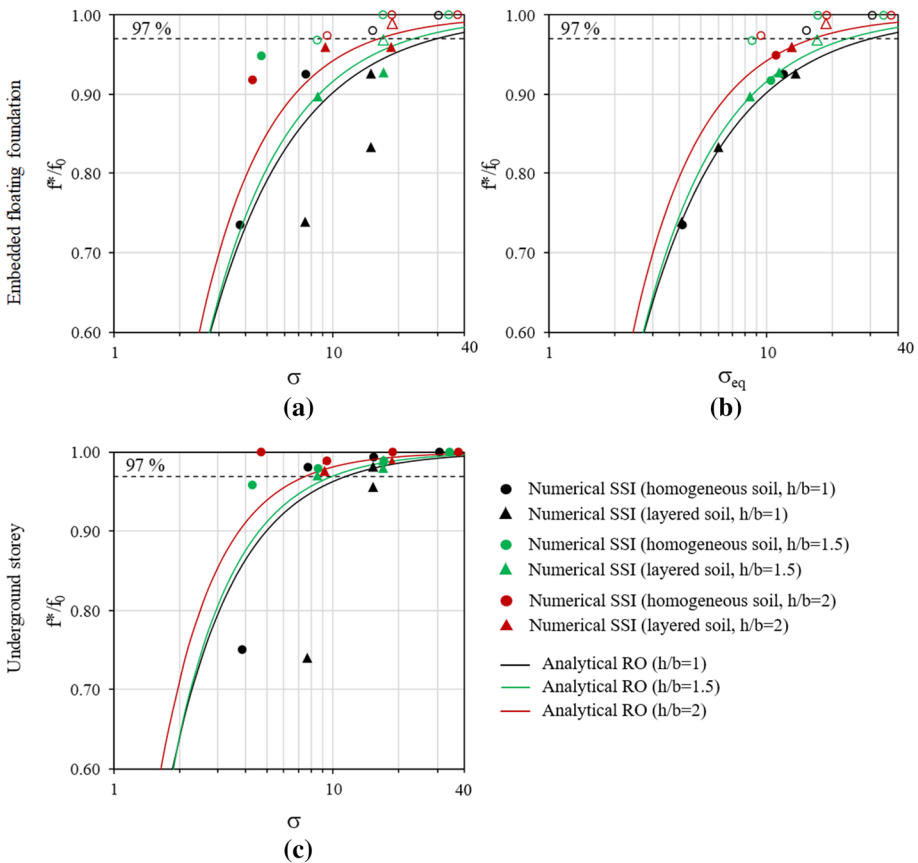 Embedded floating foundation
f*/f0
1.00
0.90
0.80
0.70
0.60
97 %
1
10
40
σ
(a)
f*/f0
1.00
0.90
0.80
0.70
0.60
97 %
1
10
40
σeq
(b)
Underground storey
f*/f0
1.00
0.90
0.80
0.70
0.60
97 %
1
10
40
σ
(c)
Numerical SSI (homogeneous soil, h/b=1)
Numerical SSI (layered soil, h/b=1)
Numerical SSI (homogeneous soil, h/b=1.5)
Numerical SSI (layered soil, h/b=1.5)
Numerical SSI (homogeneous soil, h/b=2)
Numerical SSI (layered soil, h/b=2)
Analytical RO (h/b=1)
Analytical RO (h/b=1.5)
Analytical RO (h/b=2)